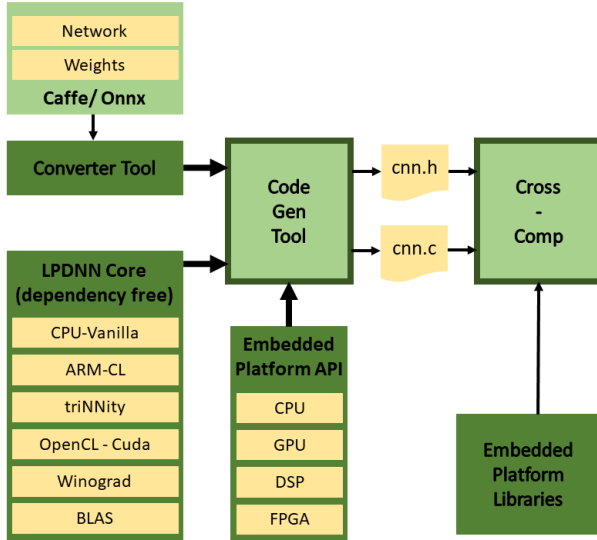 Network
Weights
Caffe/ Onnx
Converter Tool
Code
Gen
Tool
cnn.h
cnn.c
Cross
-
Comp
LPDNN Core
(dependency free)
CPU-Vanilla
ARM-CL
triNNity
OpenCL - Cuda
Winograd
BLAS
Embedded
Platform API
CPU
GPU
DSP
FPGA
Embedded
Platform
Libraries